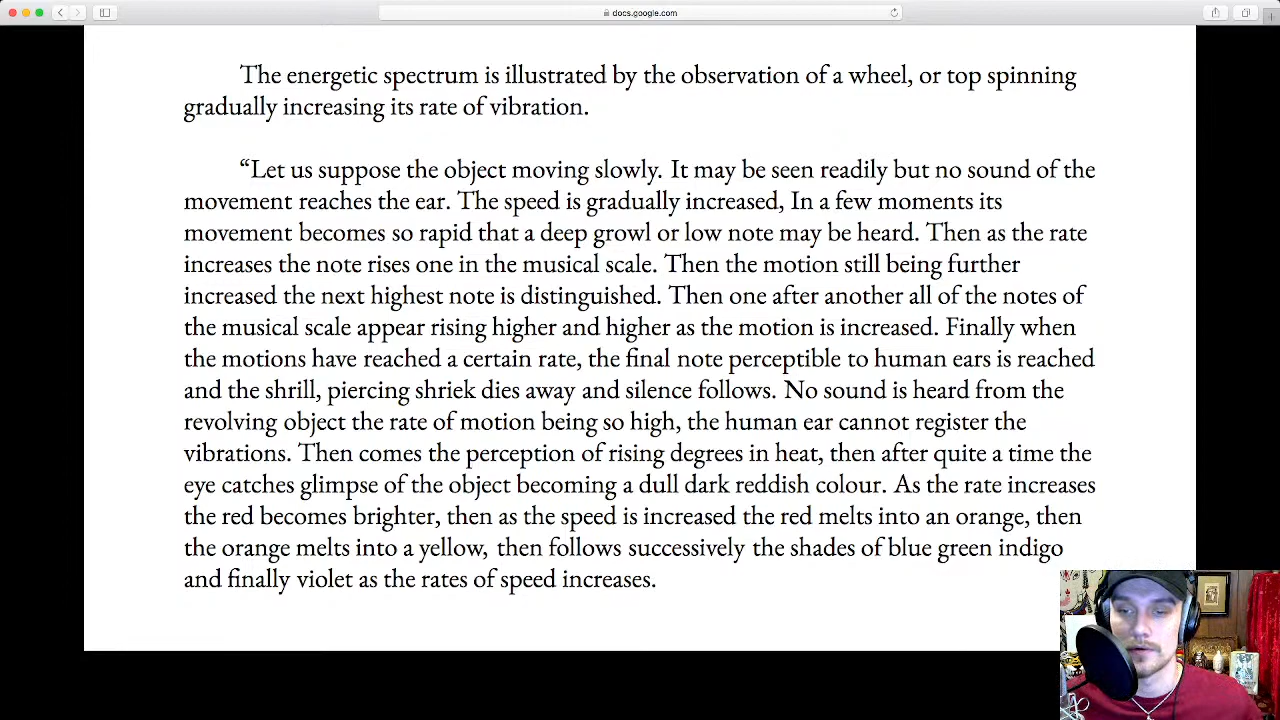 docs.google.com
The energetic spectrum is illustrated by the observation of a wheel, or top spinning
gradually increasing its rate of vibration.
“Let us suppose the object moving slowly. It may be seen readily but no sound of the
movement reaches the ear. The speed is gradually increased, In a few moments its
movement becomes so rapid that a deep growl or low note may be heard. Then as the rate
increases the note rises one in the musical scale. Then the motion still being further
increased the next highest note is distinguished. Then one after another all of the notes of
the musical scale appear rising higher and higher as the motion is increased. Finally when
the motions have reached a certain rate, the final note perceptible to human ears is reached
and the shrill, piercing shriek dies away and silence follows. No sound is heard from the
revolving object the rate of motion being so high, the human ear cannot register the
vibrations. Then comes the perception of rising degrees in heat, then after quite a time the
eye catches glimpse of the object becoming a dull dark reddish colour. As the rate increases
the red becomes brighter, then as the speed is increased the red melts into an orange, then
the orange melts into a yellow, then follows successively the shades of blue green indigo
and finally violet as the rates of speed increases.